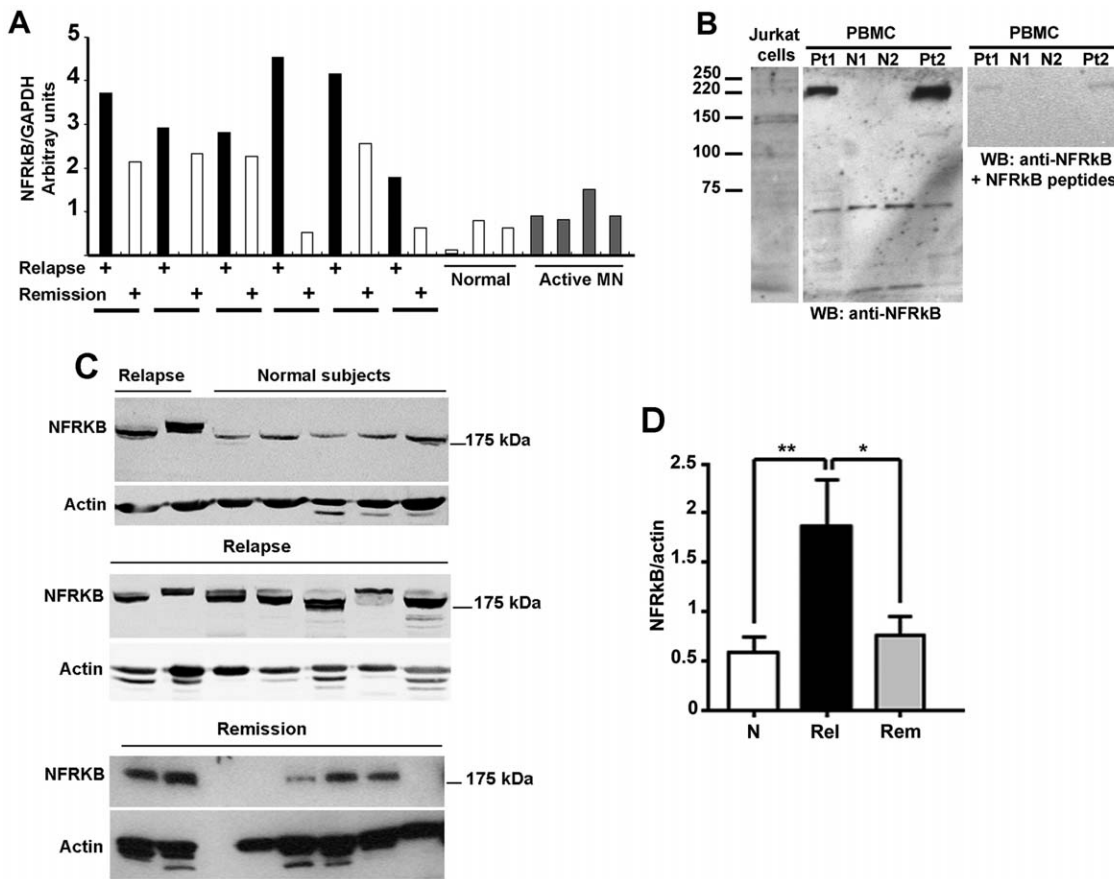 A
NFRkB/GAPDH
Arbitray units
5
4
3
2
1
Relapse + + + + + +
Remission + + + + + +
Normal Active MN
B
Jurkat cells
PBMC
Pt1 N1 N2 Pt2
PBMC
Pt1 N1 N2 Pt2
250
220
150
100
75
WB: anti-NFRkB
WB: anti-NFRkB
+ NFRkB peptides
C
Relapse Normal subjects
NFRKB
175 kDa
Actin
Relapse
NFRKB
175 kDa
Actin
Remission
NFRKB
175 kDa
Actin
D
** *
NFRkB/actin
2.5
2
1.5
1
0.5
0
N Rel Rem